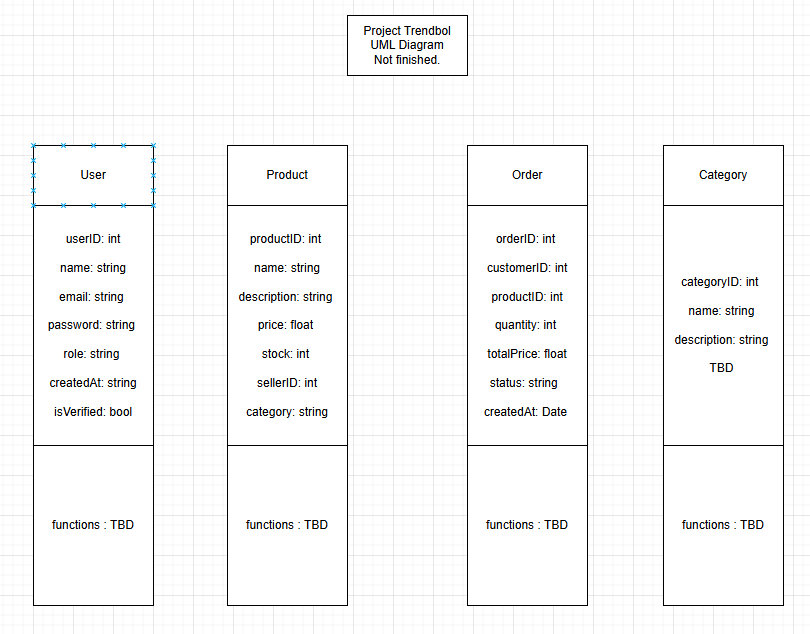 Project Trendbol
UML Diagram
Not finished.
User
userID: int
name: string
email: string
password: string
role: string
createdAt: string
isVerified: bool
functions : TBD
Product
productID: int
name: string
description: string
price: float
stock: int
sellerID: int
category: string
functions : TBD
Order
orderID: int
customerID: int
productID: int
quantity: int
totalPrice: float
status: string
createdAt: Date
functions : TBD
Category
categoryID: int
name: string
description: string
TBD
functions : TBD